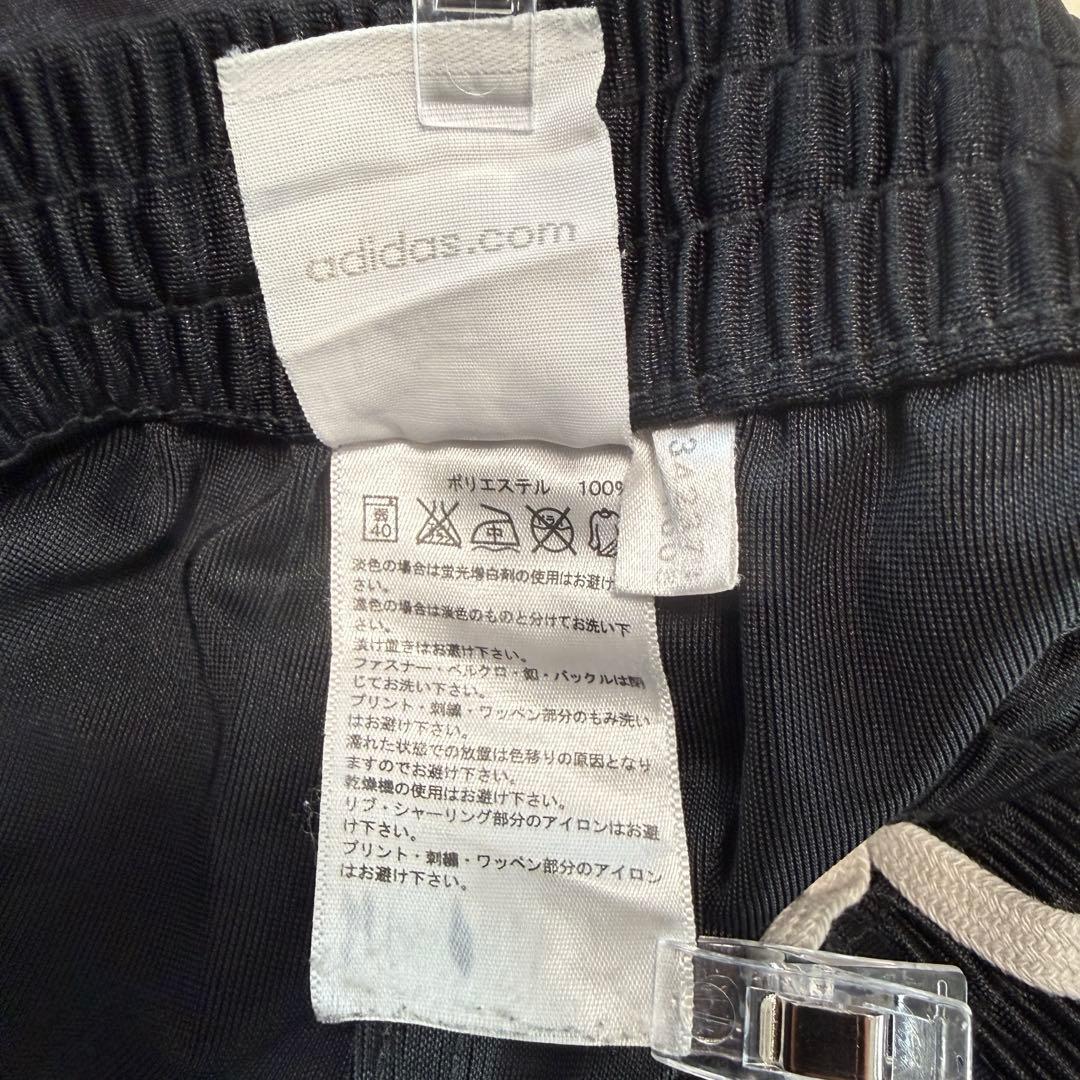 adidas.com
ポリエステル 100%
弱
40
中
淡色の場合は蛍光増白剤の使用はお避け
さい。
濃色の場合は淡色のものと分けてお洗い下
さい。
漬け置きはお避け下さい。
ファスナー・ベルクロ・釦・バックルは閉
じてお洗い下さい。
プリント・刺繍・ワッペン部分のもみ洗い
はお避け下さい。
濡れた状態での放置は色移りの原因となり
ますのでお避け下さい。
乾燥機の使用はお避け下さい。
リブ・シャーリング部分のアイロンはお避
け下さい。
プリント・刺繍・ワッペン部分のアイロン
はお避け下さい。